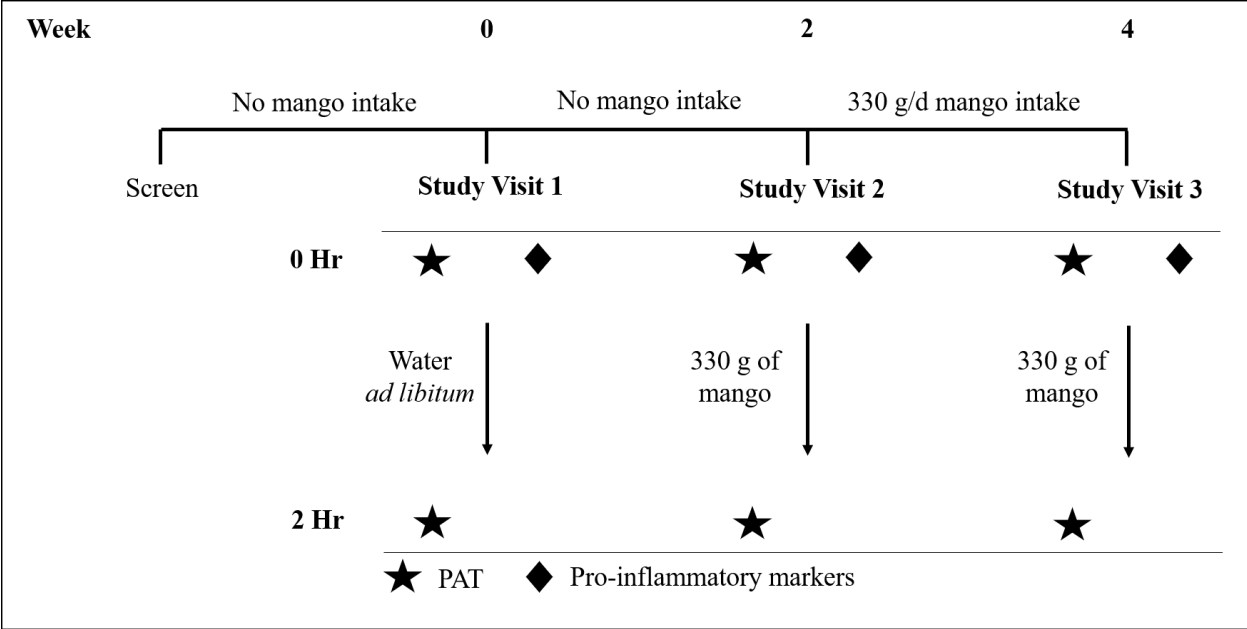 Week 0 2 4
No mango intake No mango intake 330 g/d mango intake
Screen Study Visit 1 Study Visit 2 Study Visit 3
0 Hr
Water 330 g of 330 g of
ad libitum mango mango
2 Hr
PAT Pro-inflammatory markers